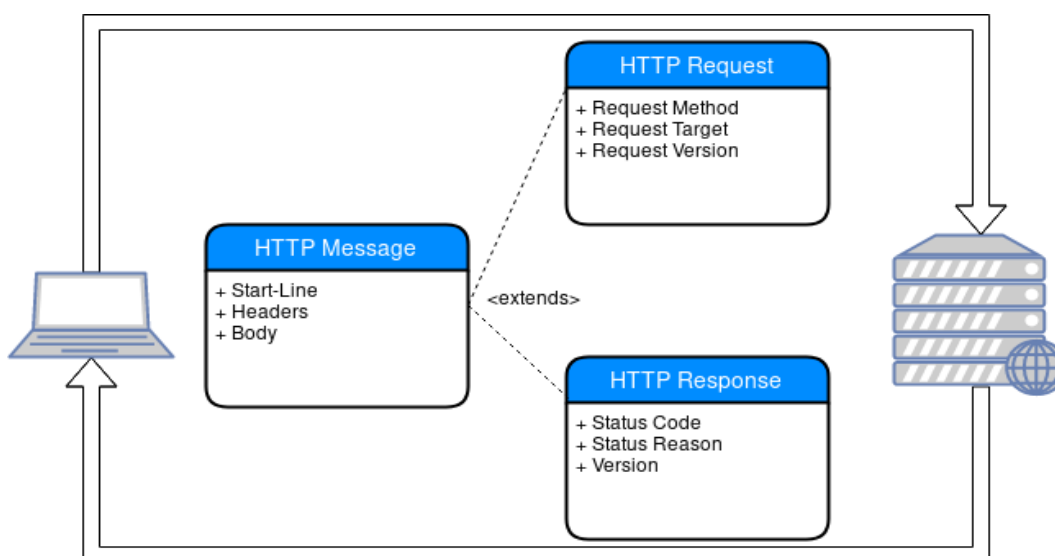 HTTP Request
+ Request Method
+ Request Target
+ Request Version
HTTP Message
+ Start-Line
+ Headers
+ Body
<extends>
HTTP Response
+ Status Code
+ Status Reason
+ Version